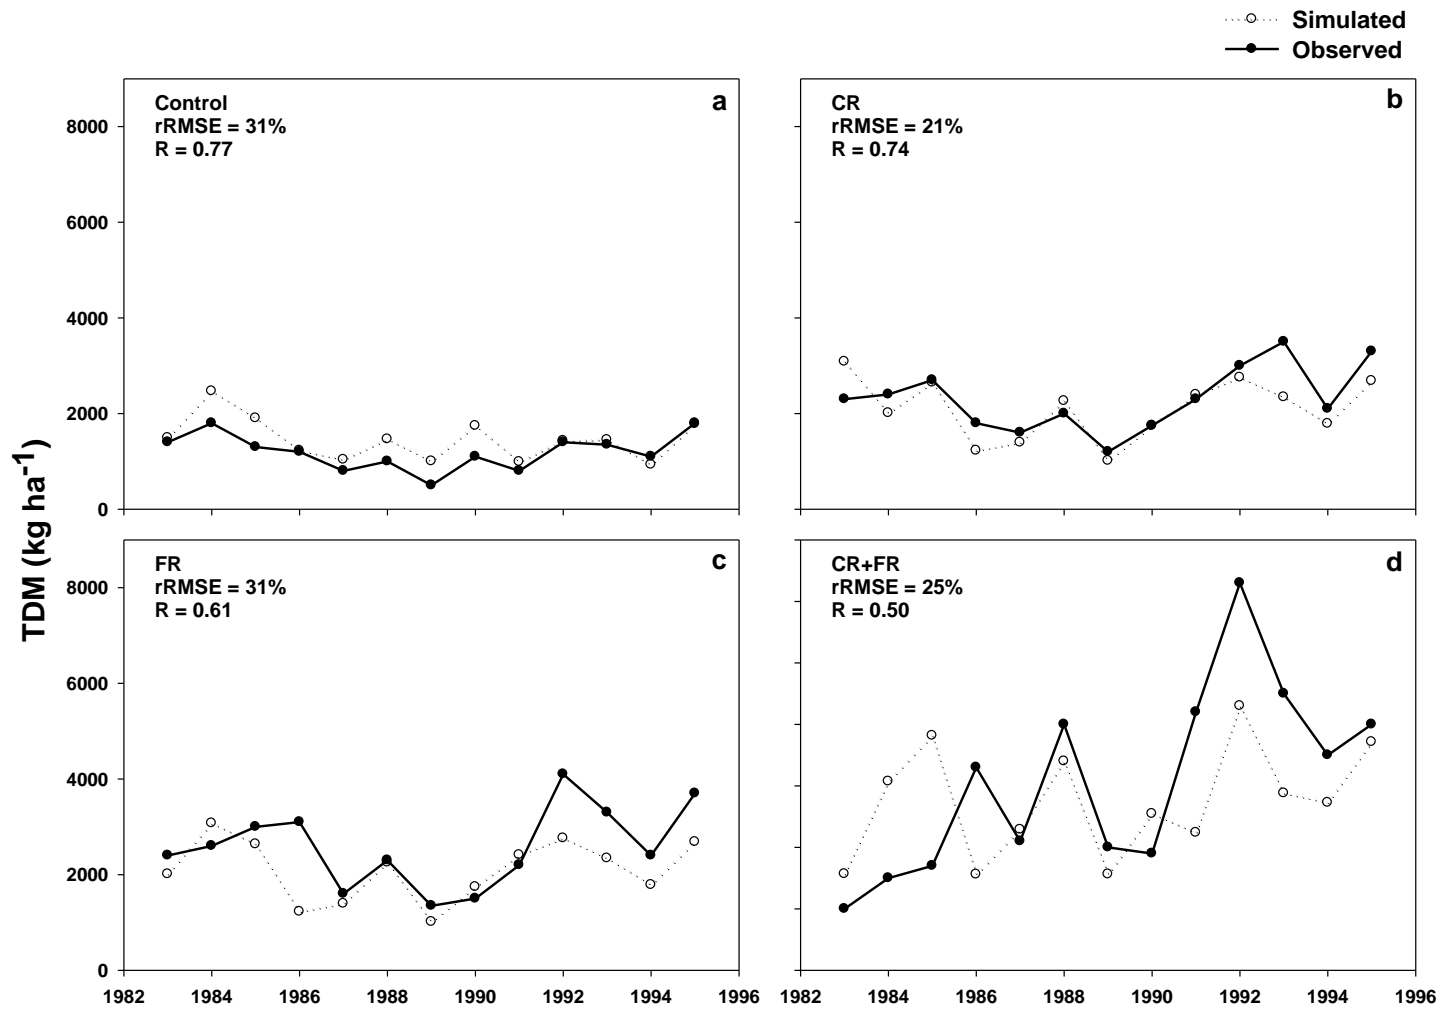 Simulated
Observed
Control
rRMSE = 31%
R = 0.77
a
CR
rRMSE = 21%
R = 0.74
b
8000
6000
4000
2000
0
FR
rRMSE = 31%
R = 0.61
c
CR+FR
rRMSE = 25%
R = 0.50
d
8000
6000
4000
2000
0
TDM (kg ha-1)
1982 1984 1986 1988 1990 1992 1994 1996
1982 1984 1986 1988 1990 1992 1994 1996